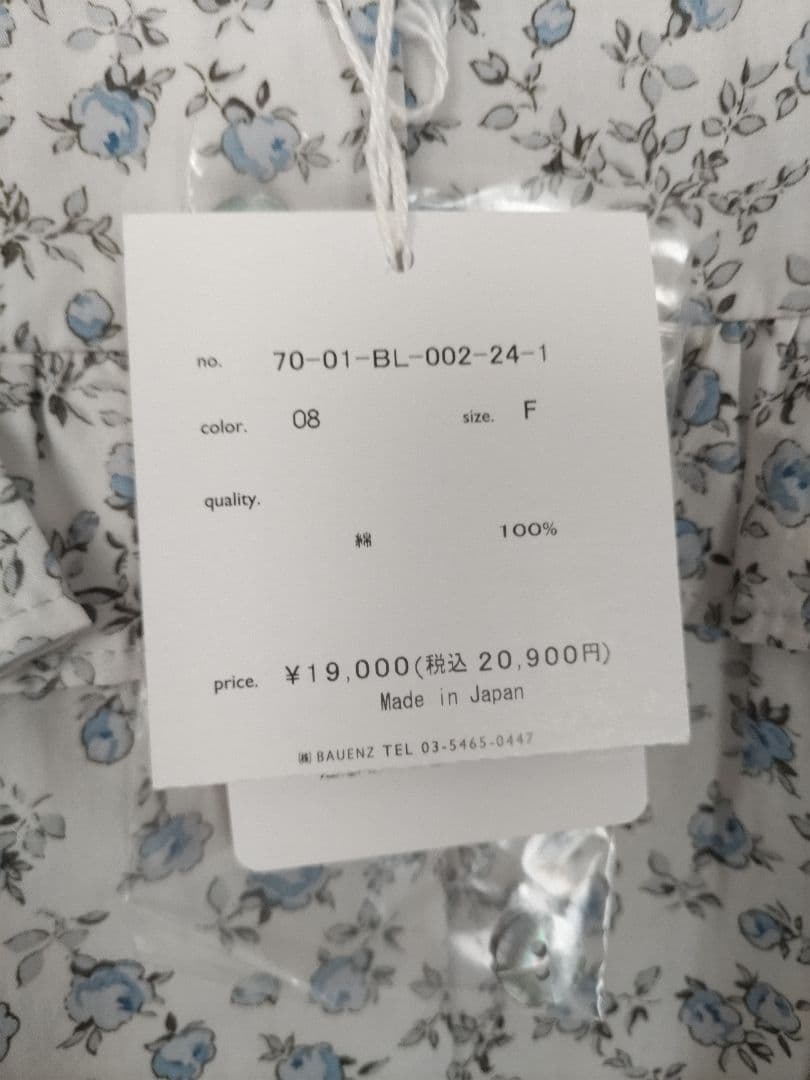 no. 70-01-BL-002-24-1
color. 08 size. F
quality.
綿 100%
price. ¥19,000(税込 20,900円)
Made in Japan
㈱BAUENZ TEL 03-5465-0447